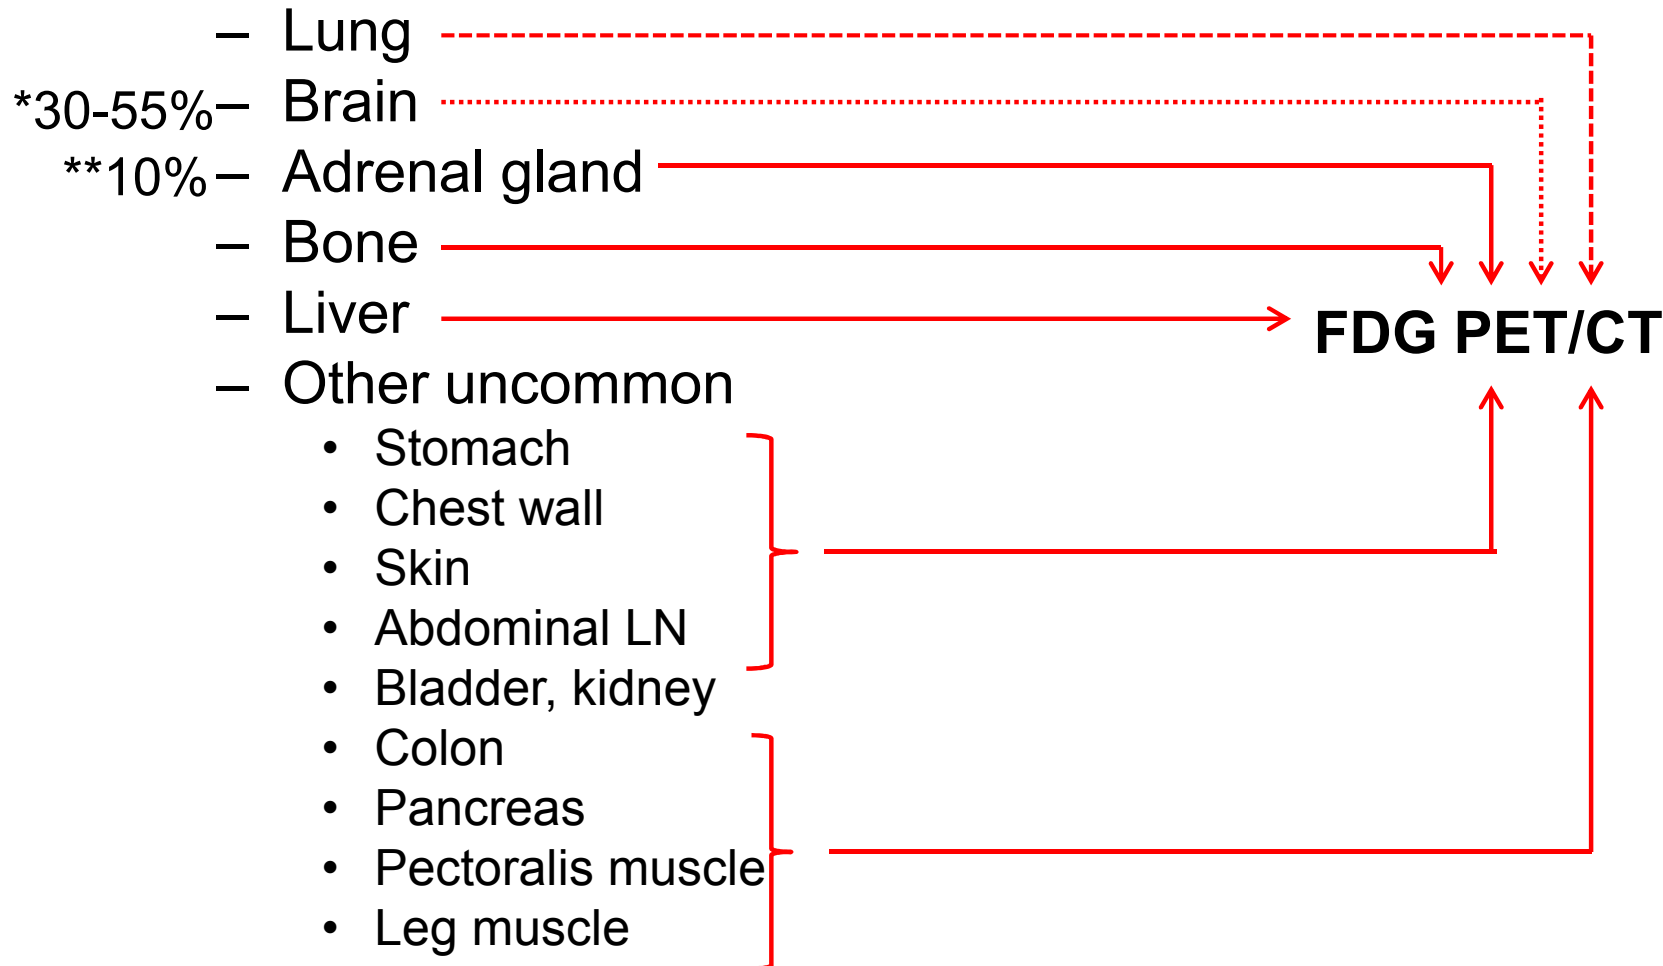 – Lung
*30-55% – Brain
**10% – Adrenal gland
– Bone
– Liver
FDG PET/CT
– Other uncommon
• Stomach
• Chest wall
• Skin
• Abdominal LN
• Bladder, kidney
• Colon
• Pancreas
• Pectoralis muscle
• Leg muscle